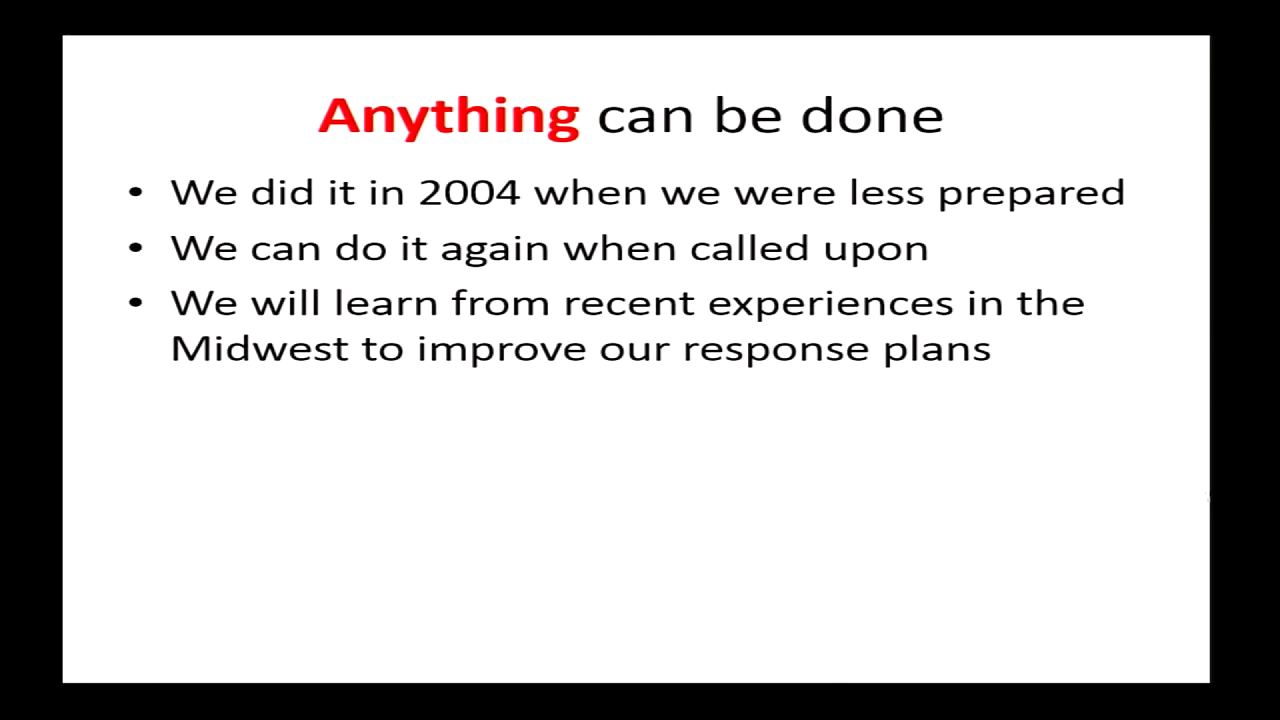 Anything can be done
• We did it in 2004 when we were less prepared
• We can do it again when called upon
• We will learn from recent experiences in the
Midwest to improve our response plans